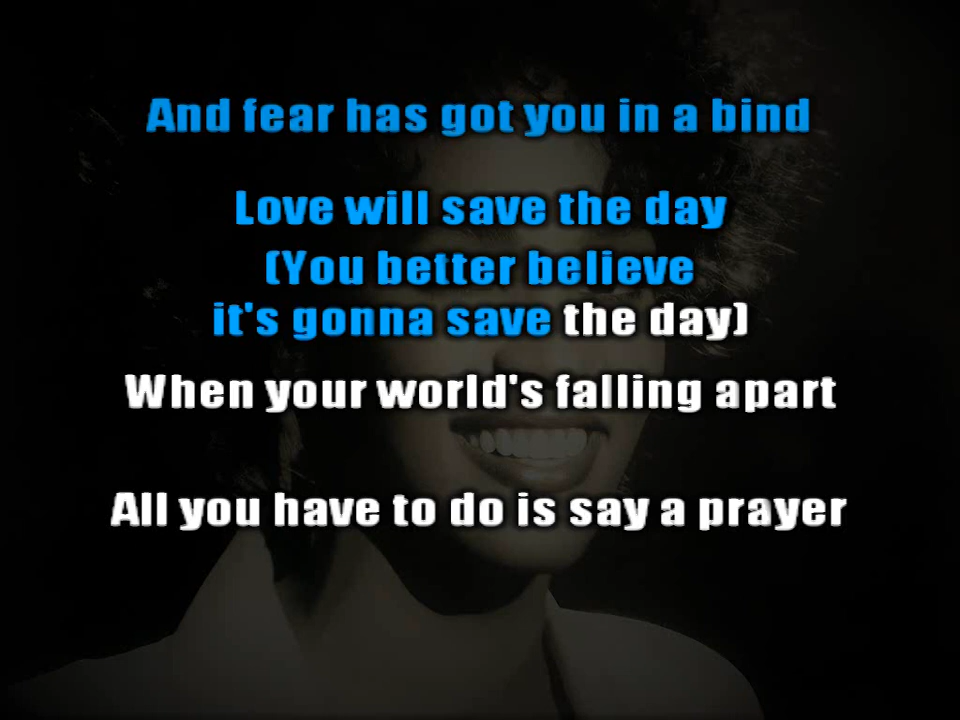 And fear has got you in a bind
Love will save the day
(You better believe
it's gonna save the day)
When your world's falling apart
All you have to do is say a prayer